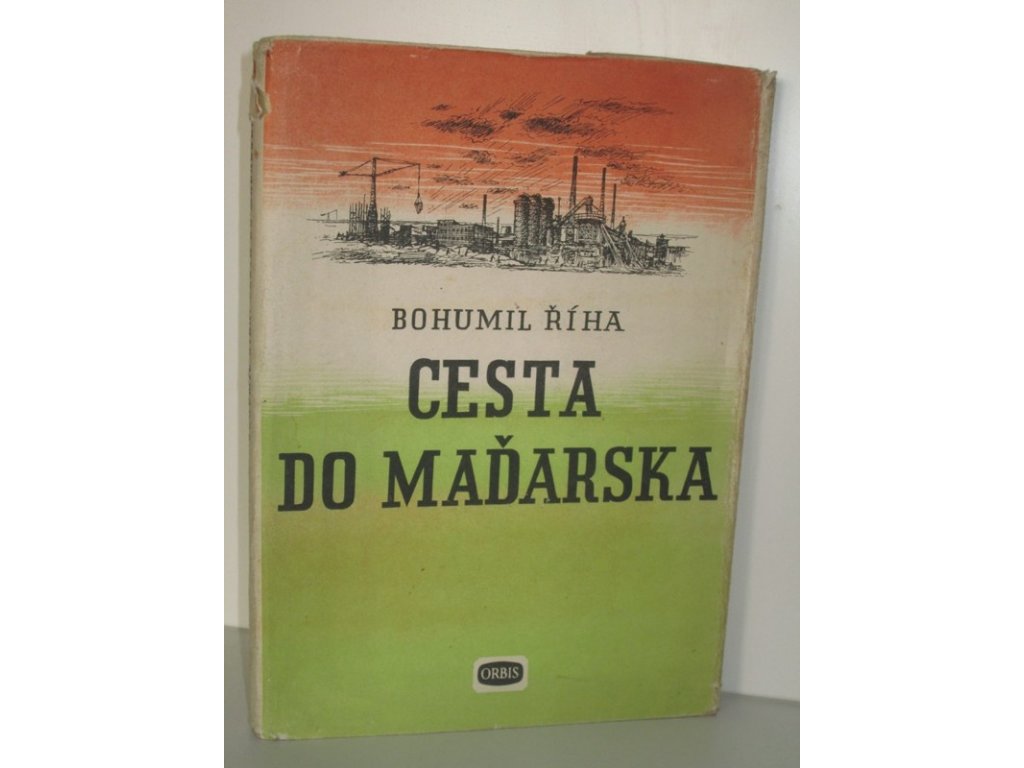 BOHUMIL ŘÍHA
CESTA
DO MAĎARSKA
ORBIS